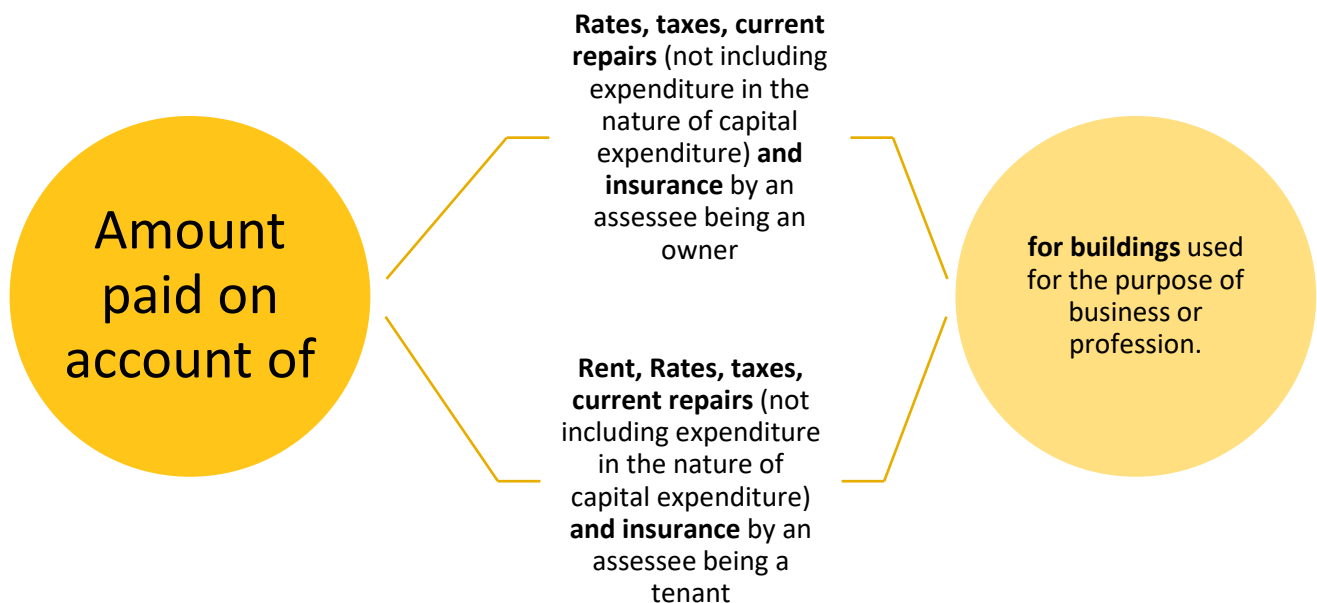 Amount
paid on
account of
Rates, taxes, current
repairs (not including
expenditure in the
nature of capital
expenditure) and
insurance by an
assessee being an
owner
Rent, Rates, taxes,
current repairs (not
including expenditure
in the nature of
capital expenditure)
and insurance by an
assessee being a
tenant
for buildings used
for the purpose of
business or
profession.